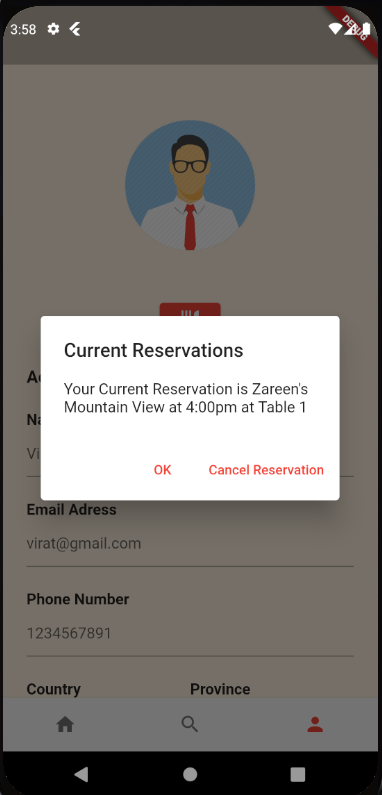 3:58
DEBUG
Current Reservations
Your Current Reservation is Zareen's
Mountain View at 4:00pm at Table 1
OK Cancel Reservation
Email Adress
virat@gmail.com
Phone Number
1234567891
Country Province